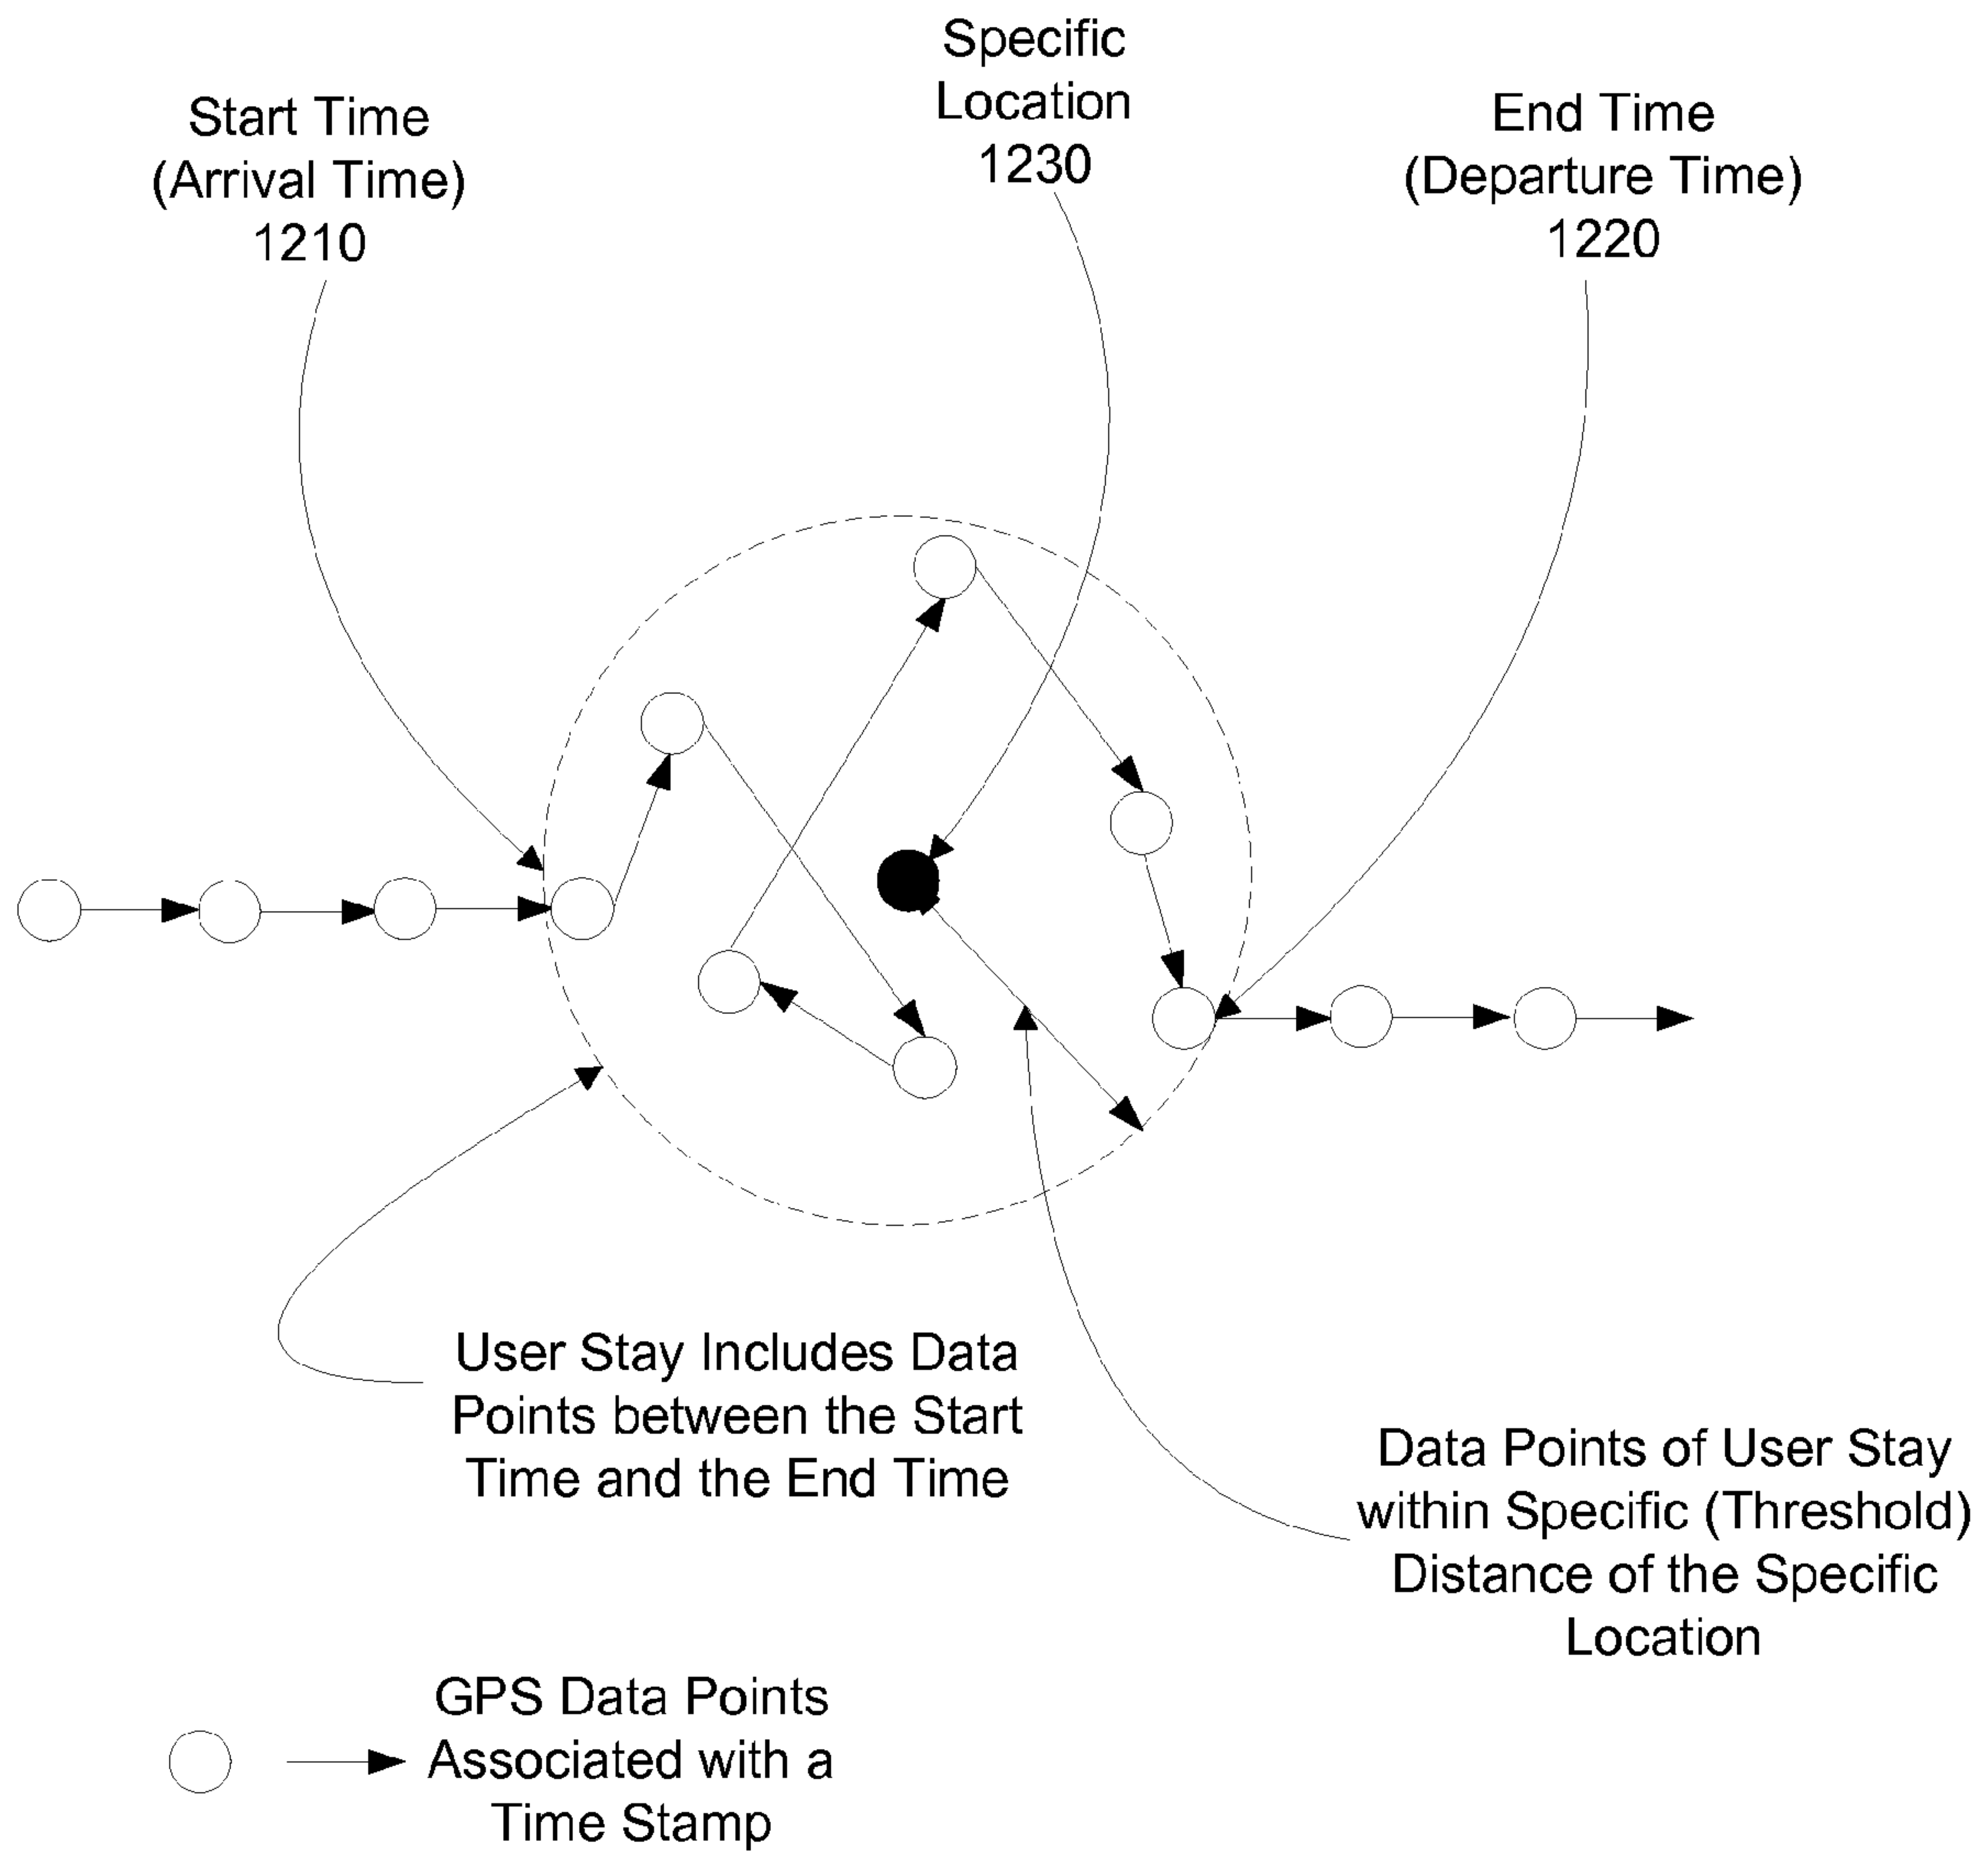 Specific
Location
1230
Start Time
(Arrival Time)
1210
End Time
(Departure Time)
1220
User Stay Includes Data
Points between the Start
Time and the End Time
Data Points of User Stay
within Specific (Threshold)
Distance of the Specific
Location
GPS Data Points
Associated with a
Time Stamp